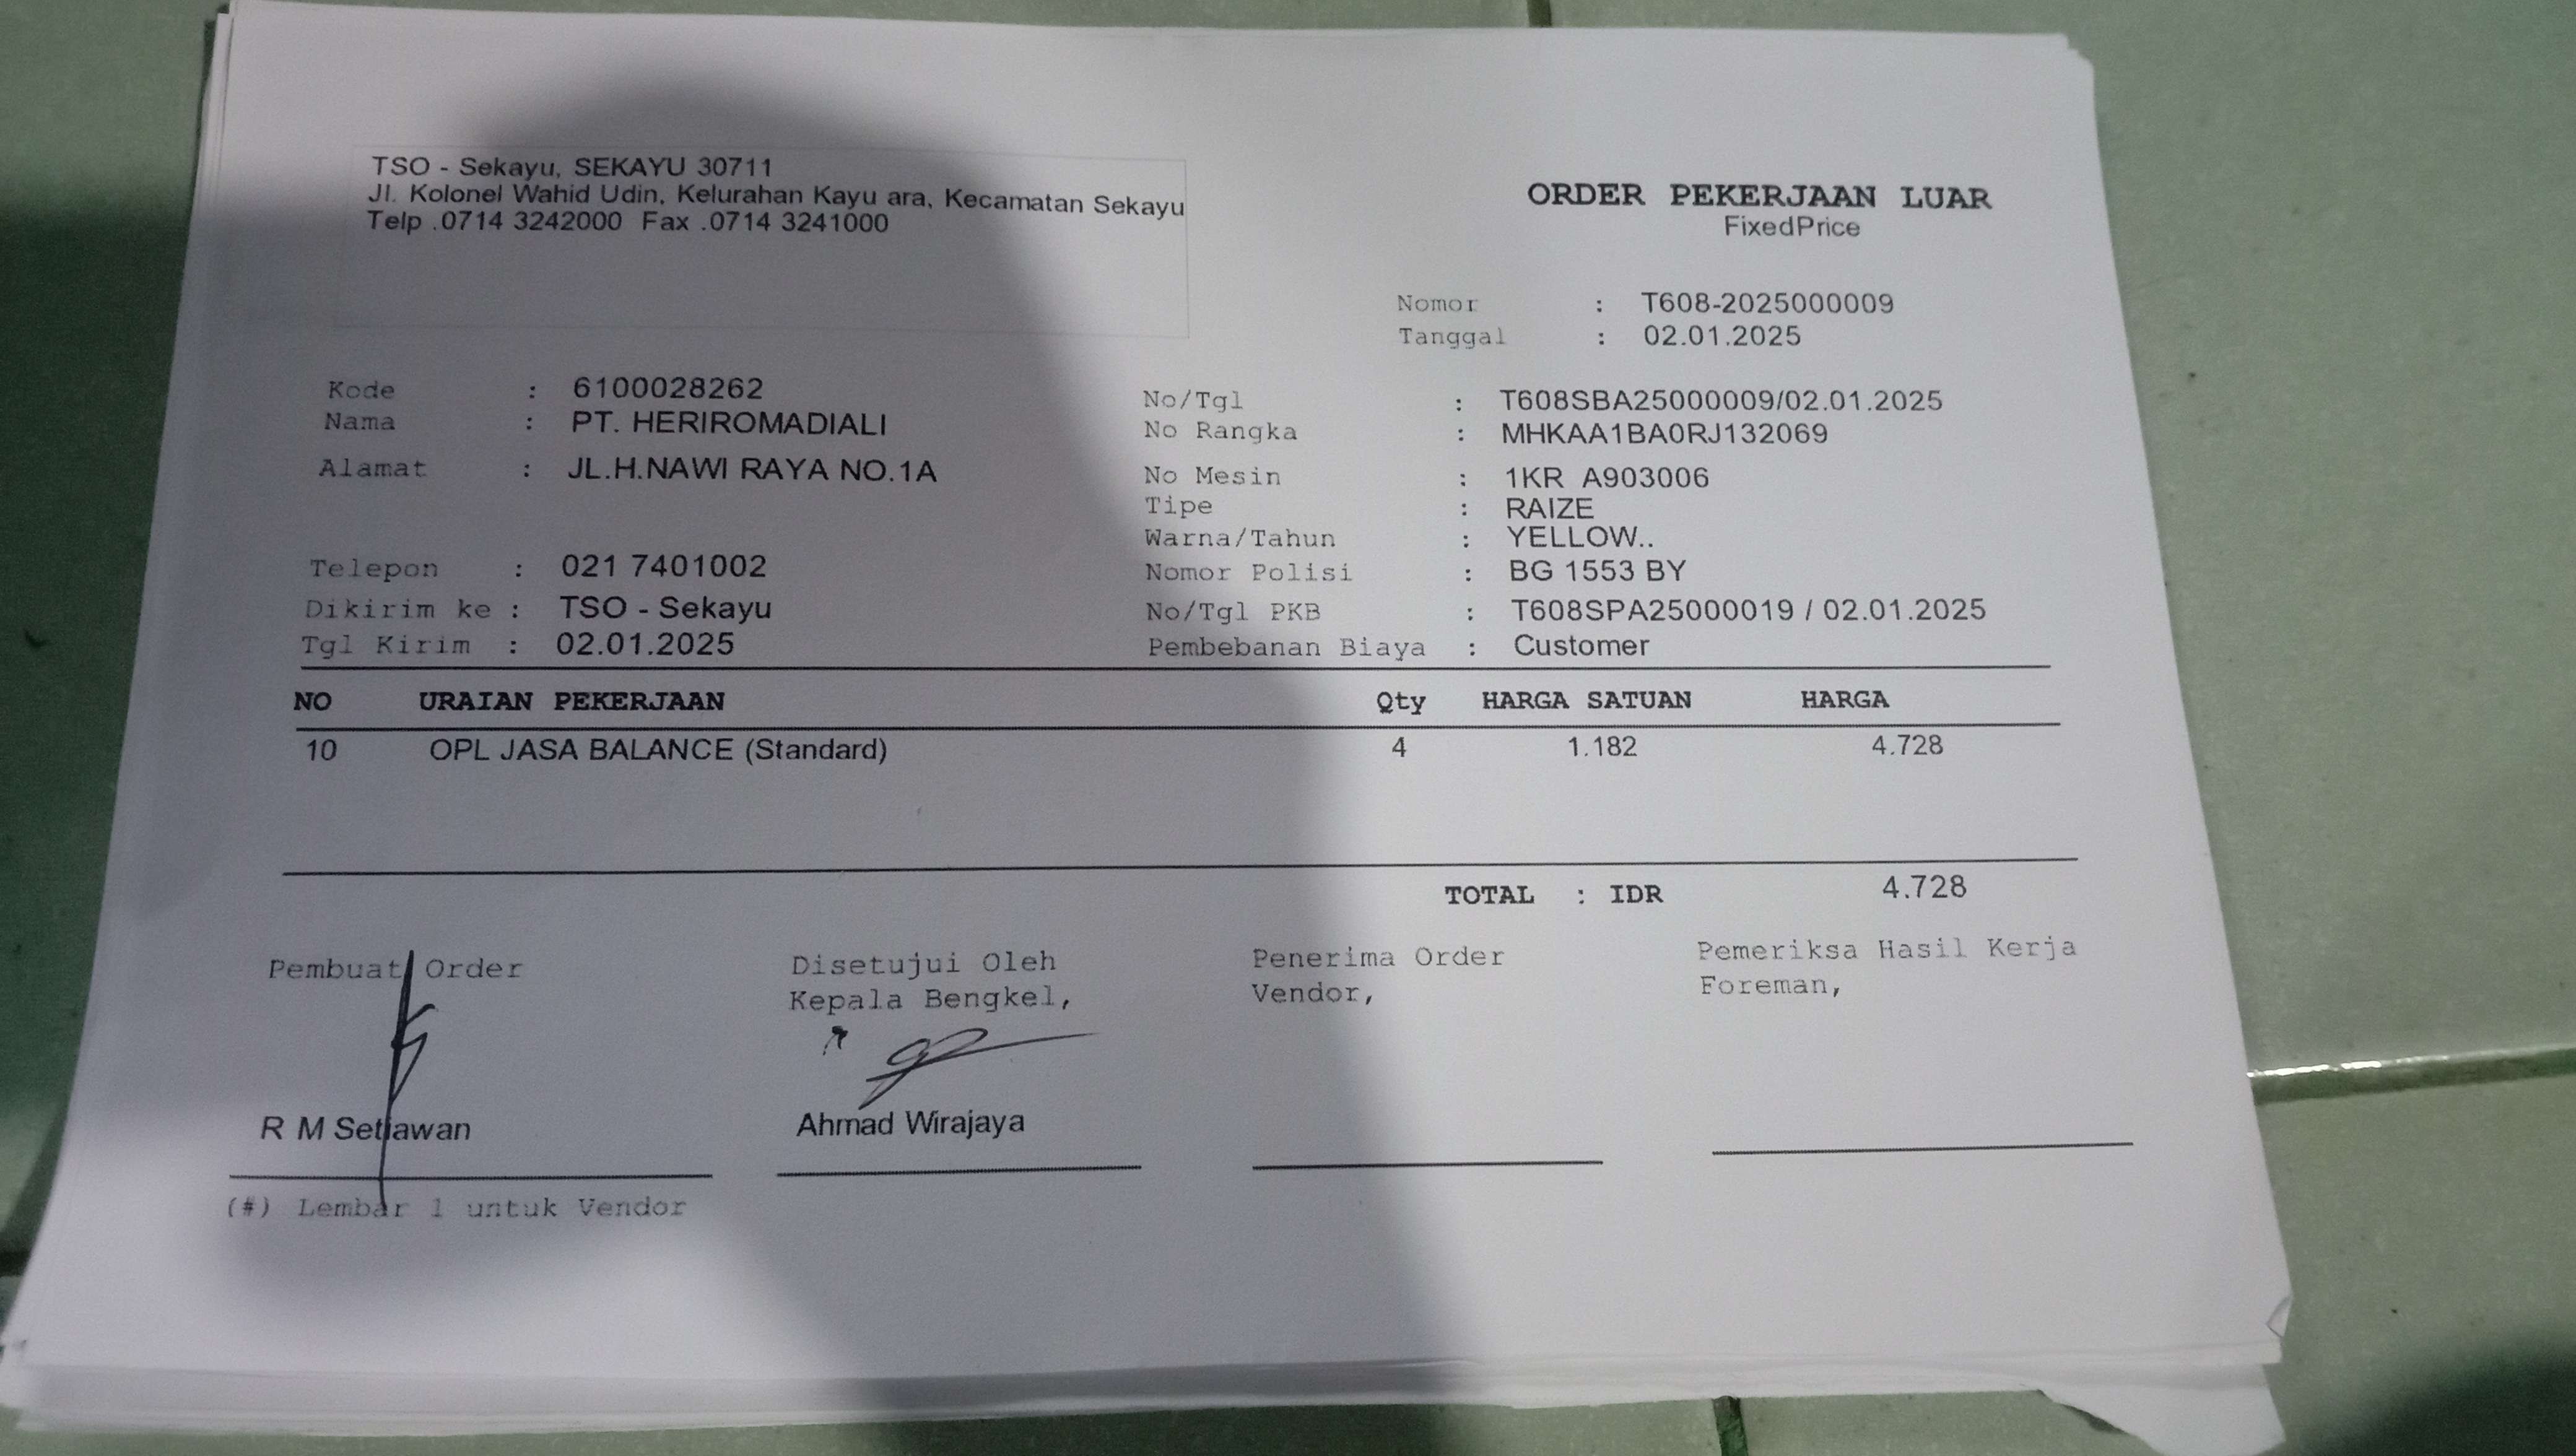 TSO - Sekayu, SEKAYU 30711
Jl. Kolonel Wahid Udin, Kelurahan Kayu ara, Kecamatan Sekayu
Telp .0714 3242000 Fax .0714 3241000
ORDER PEKERJAAN LUAR
FixedPrice
Nomor : T608-2025000009
Tanggal : 02.01.2025
Kode : 6100028262
Nama : PT. HERIROMADIALI
Alamat : JL.H.NAWI RAYA NO.1A
Telepon : 021 7401002
Dikirim ke : TSO - Sekayu
Tgl Kirim : 02.01.2025
No/Tgl : T608SBA25000009/02.01.2025
No Rangka : MHKAA1BA0RJ132069
No Mesin : 1KR A903006
Tipe : RAIZE
Warna/Tahun : YELLOW..
Nomor Polisi : BG 1553 BY
No/Tgl PKB : T608SPA25000019 / 02.01.2025
Pembebanan Biaya : Customer
NO URAIAN PEKERJAAN Qty HARGA SATUAN HARGA
10 OPL JASA BALANCE (Standard) 4 1.182 4.728
TOTAL : IDR 4.728
Pembuat Order
R M Setiawan
Disetujui Oleh
Kepala Bengkel,
Ahmad Wirajaya
Penerima Order
Vendor,
Pemeriksa Hasil Kerja
Foreman,
(#) Lembar 1 untuk Vendor